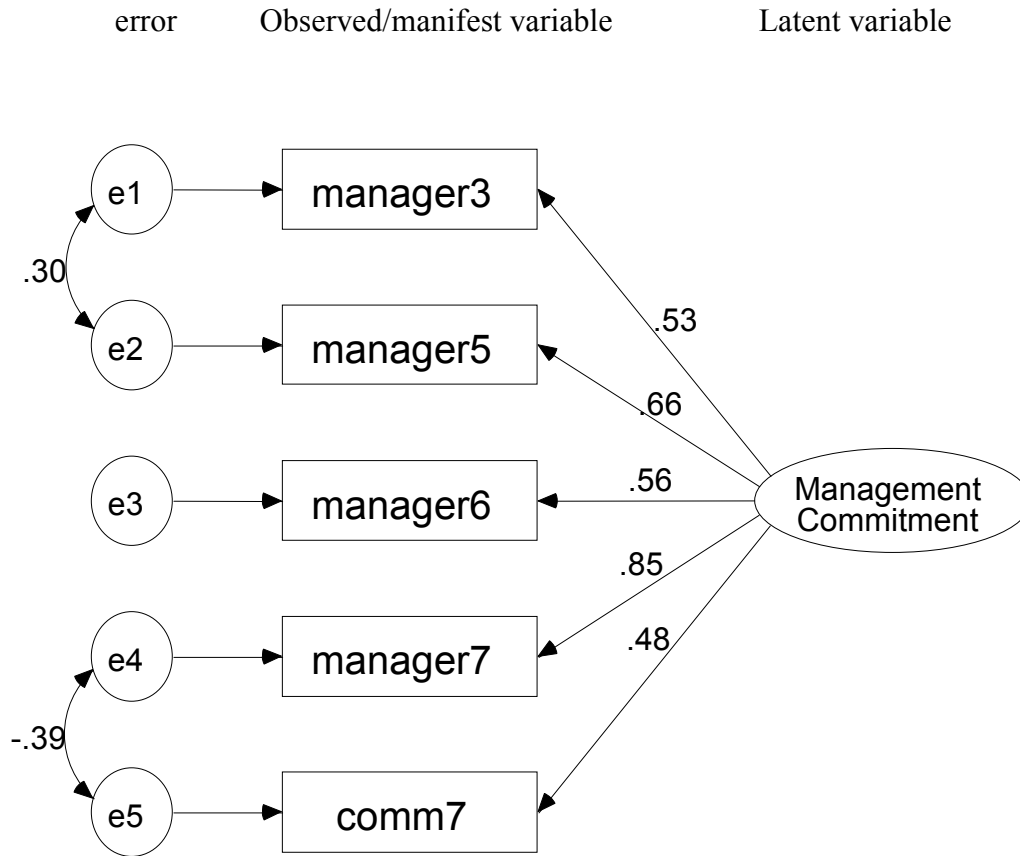 error Observed/manifest variable Latent variable
e1 manager3
.30
.53
e2 manager5
.66
e3 manager6 .56 Management
Commitment
.85
e4 manager7
.48
-.39
e5 comm7